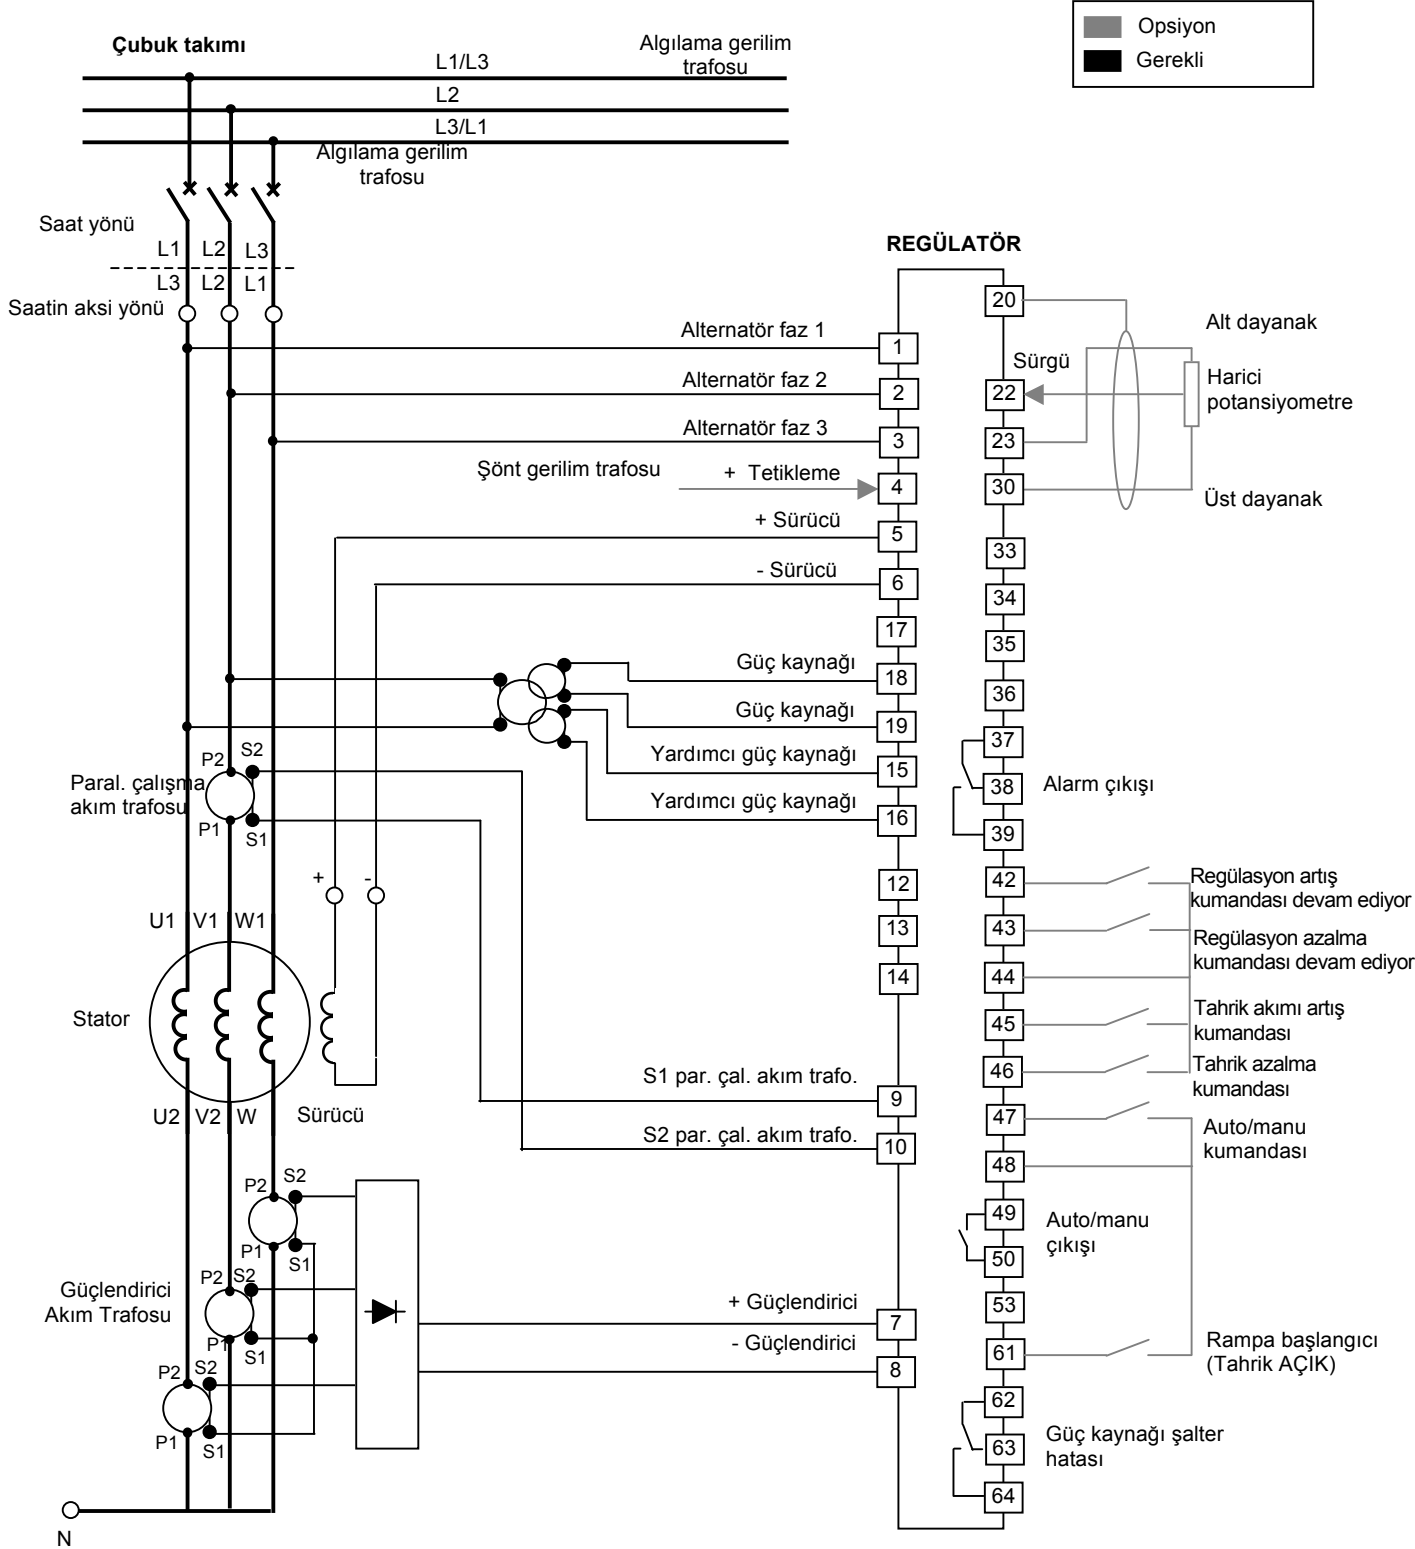 Opsiyon
Gerekli
Çubuk takımı
Algılama gerilim
trafosu
L1/L3
L2
L3/L1
Algılama gerilim
trafosu
Saat yönü
L1 L2 L3
L3 L2 L1
Saatin aksi yönü
REGÜLATÖR
20
Alternatör faz 1
1
Alt dayanak
Sürgü
Alternatör faz 2
2
22
Harici
potansiyometre
Alternatör faz 3
3
23
Şönt gerilim trafosu
+ Tetikleme
4
30
Üst dayanak
+ Sürücü
5
33
- Sürücü
6
34
17
35
Güç kaynağı
18
36
Güç kaynağı
19
37
Yardımcı güç kaynağı
15
38
Alarm çıkışı
Yardımcı güç kaynağı
16
39
P2
S2
Paral. çalışma
akım trafosu
P1
S1
12
42
Regülasyon artış
kumandası devam ediyor
+
-
13
43
Regülasyon azalma
kumandası devam ediyor
U1 V1 W1
14
44
Stator
45
Tahrik akımı artış
kumandası
46
Tahrik azalma
kumandası
S1 par. çal. akım trafo.
9
U2 V2 W
Sürücü
47
Auto/manu
kumandası
S2 par. çal. akım trafo.
10
48
P2
S2
P1
S1
49
Auto/manu
çıkışı
50
P2
S2
Güçlendirici
Akım Trafosu
P1
S1
+ Güçlendirici
7
53
- Güçlendirici
8
61
Rampa başlangıcı
(Tahrik AÇIK)
P2
S2
P1
S1
62
Güç kaynağı şalter
hatası
63
64
N